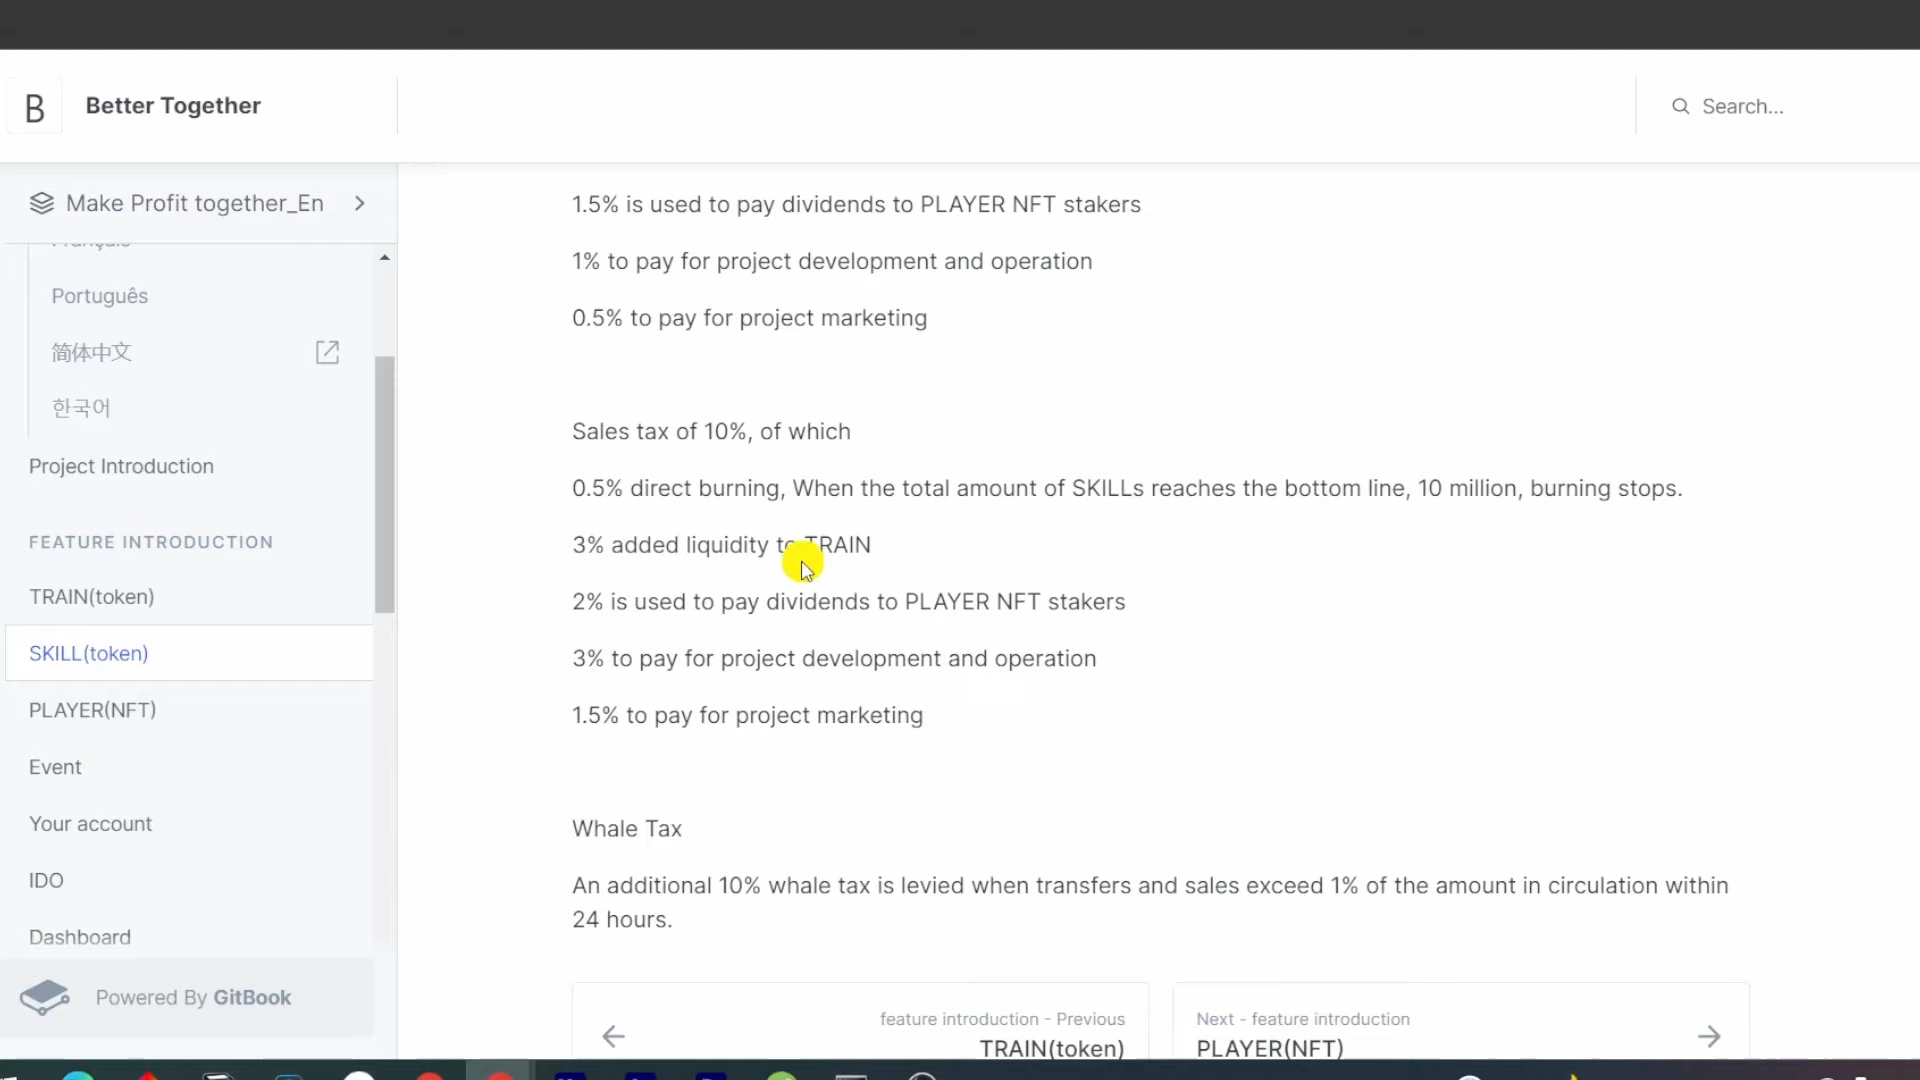 B
Better Together
Search...
Make Profit together_En
Français
Português
简体中文
한국어
Project Introduction
FEATURE INTRODUCTION
TRAIN(token)
SKILL(token)
PLAYER(NFT)
Event
Your account
IDO
Dashboard
Powered By GitBook
1.5% is used to pay dividends to PLAYER NFT stakers
1% to pay for project development and operation
0.5% to pay for project marketing
Sales tax of 10%, of which
0.5% direct burning, When the total amount of SKILLs reaches the bottom line, 10 million, burning stops.
3% added liquidity to TRAIN
2% is used to pay dividends to PLAYER NFT stakers
3% to pay for project development and operation
1.5% to pay for project marketing
Whale Tax
An additional 10% whale tax is levied when transfers and sales exceed 1% of the amount in circulation within
24 hours.
feature introduction - Previous
TRAIN(token)
Next - feature introduction
PLAYER(NFT)